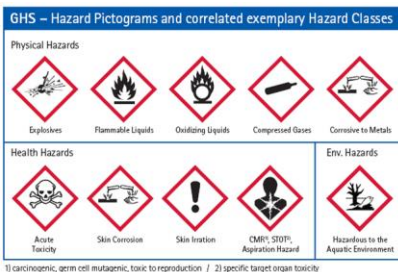 GHS – Hazard Pictograms and correlated exemplary Hazard Classes
Physical Hazards
Explosives Flammable Liquids Oxidizing Liquids Compressed Gases Corrosive to Metals
Health Hazards Env. Hazards
Acute Toxicity Skin Corrosion Skin Irration CMR¹⁾, STOT²⁾, Aspiration Hazard Hazardous to the Aquatic Environment
1) carcinogenic, germ cell mutagenic, toxic to reproduction / 2) specific target organ toxicity